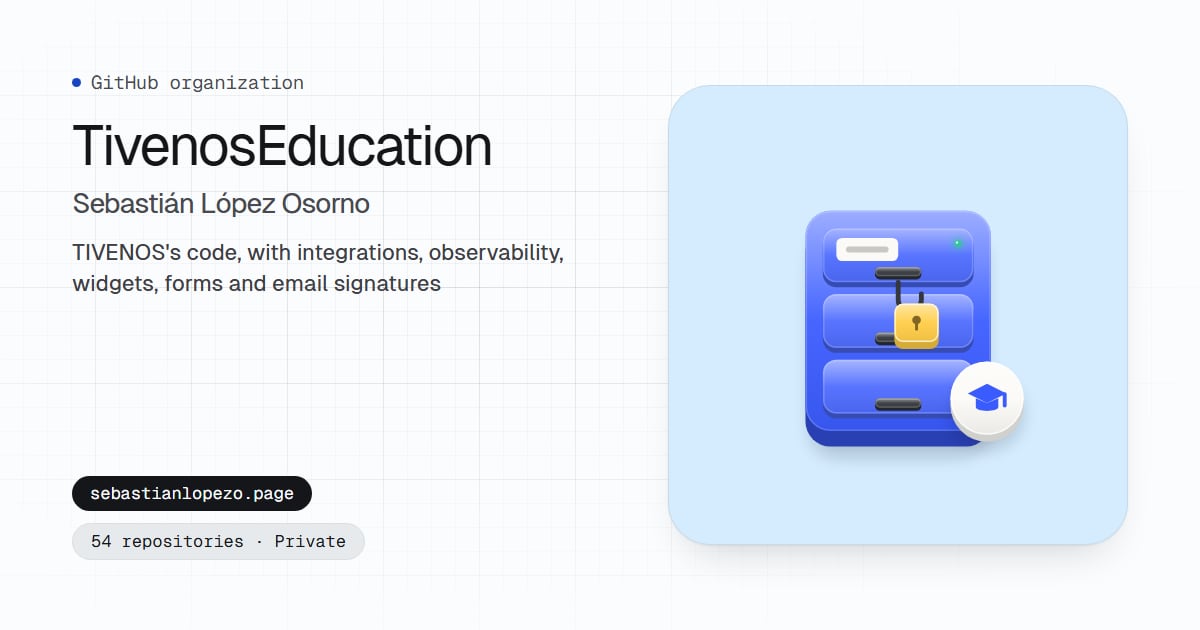 GitHub organization
TivenosEducation
Sebastián López Osorno
TIVENOS's code, with integrations, observability,
widgets, forms and email signatures
sebastianlopezo.page
54 repositories · Private